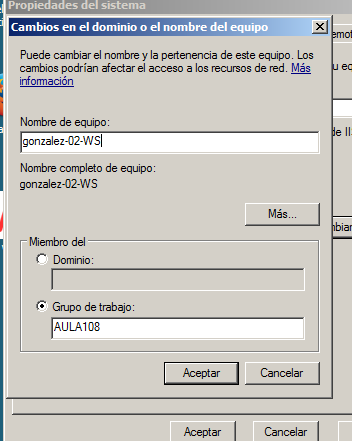 Propiedades del sistema
Cambios en el dominio o el nombre del equipo
Puede cambiar el nombre y la pertenencia de este equipo. Los
cambios podrían afectar el acceso a los recursos de red. Más
información
Nombre de equipo:
gonzalez-02-WS
Nombre completo de equipo:
gonzalez-02-WS
Más...
Miembro del
Dominio:
Grupo de trabajo:
AULA108
Aceptar
Cancelar
Aceptar
Cancelar